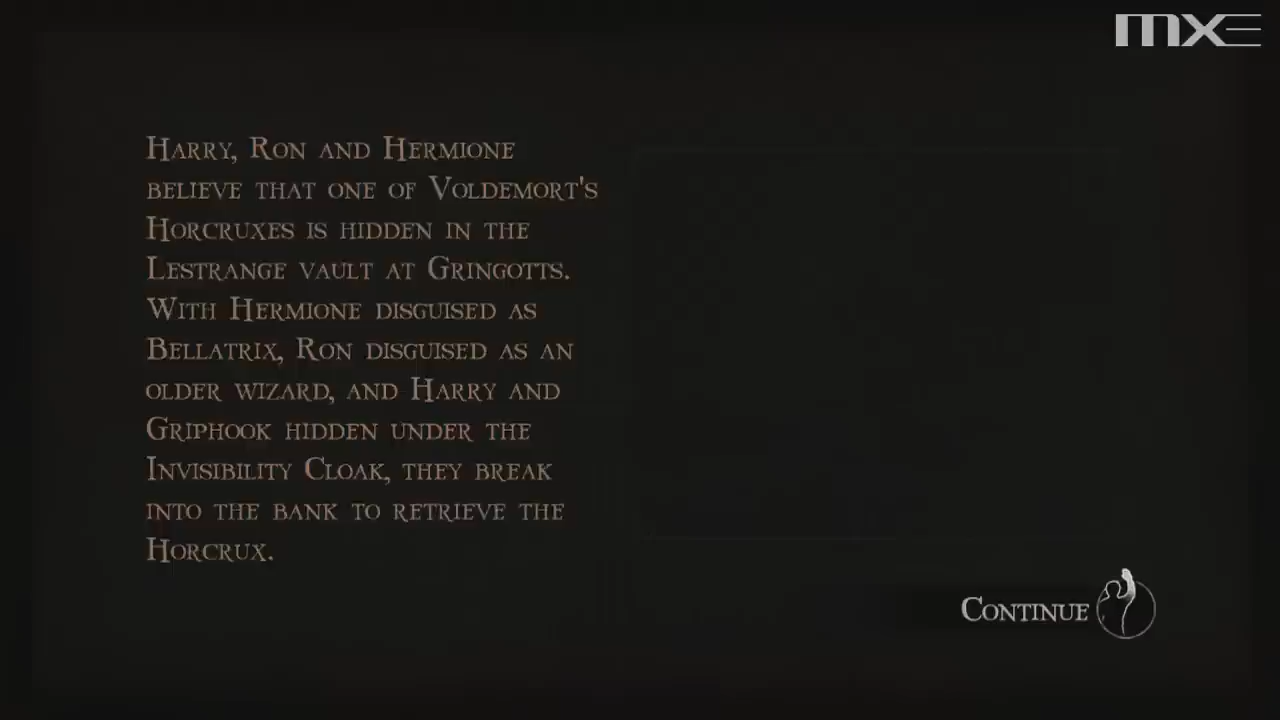 MXE
Harry, Ron and Hermione
believe that one of Voldemort's
Horcruxes is hidden in the
Lestrange vault at Gringotts.
With Hermione disguised as
Bellatrix, Ron disguised as an
older wizard, and Harry and
Griphook hidden under the
Invisibility Cloak, they break
into the bank to retrieve the
Horcrux.
Continue